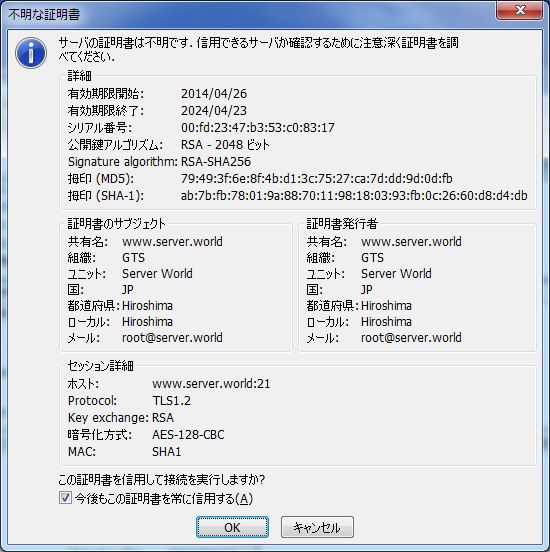 不明な証明書
サーバの証明書は不明です. 信用できるサーバか確認するために注意深く証明書を調
べてください.
詳細
有効期限開始: 2014/04/26
有効期限終了: 2024/04/23
シリアル番号: 00:fd:23:47:b3:53:c0:83:17
公開鍵アルゴリズム: RSA - 2048 ビット
Signature algorithm: RSA-SHA256
拇印 (MD5): 79:49:3f:6e:8f:4b:d1:3c:75:27:ca:7d:dd:9d:0d:fb
拇印 (SHA-1): ab:7b:fb:78:01:9a:88:70:11:98:18:03:93:fb:0c:26:60:d8:d4:db
証明書のサブジェクト
共有名: www.server.world
組織: GTS
ユニット: Server World
国: JP
都道府県: Hiroshima
ローカル: Hiroshima
メール: root@server.world
証明書発行者
共有名: www.server.world
組織: GTS
ユニット: Server World
国: JP
都道府県: Hiroshima
ローカル: Hiroshima
メール: root@server.world
セッション詳細
ホスト: www.server.world:21
Protocol: TLS1.2
Key exchange: RSA
暗号化方式: AES-128-CBC
MAC: SHA1
この証明書を信用して接続を実行しますか?
今後もこの証明書を常に信用する(A)
OK
キャンセル